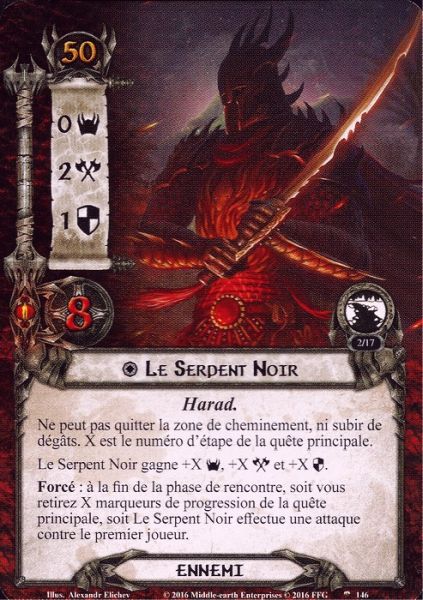 50
0
2
1
8
2/17
Le Serpent Noir
Harad.
Ne peut pas quitter la zone de cheminement, ni subir de
dégâts. X est le numéro d'étape de la quête principale.
Le Serpent Noir gagne +X , +X et +X .
Forcé : à la fin de la phase de rencontre, soit vous
retirez X marqueurs de progression de la quête
principale, soit Le Serpent Noir effectue une attaque
contre le premier joueur.
ENNEMI
Illus. Alexandr Elichev © 2016 Middle-earth Enterprises © 2016 FFG 146